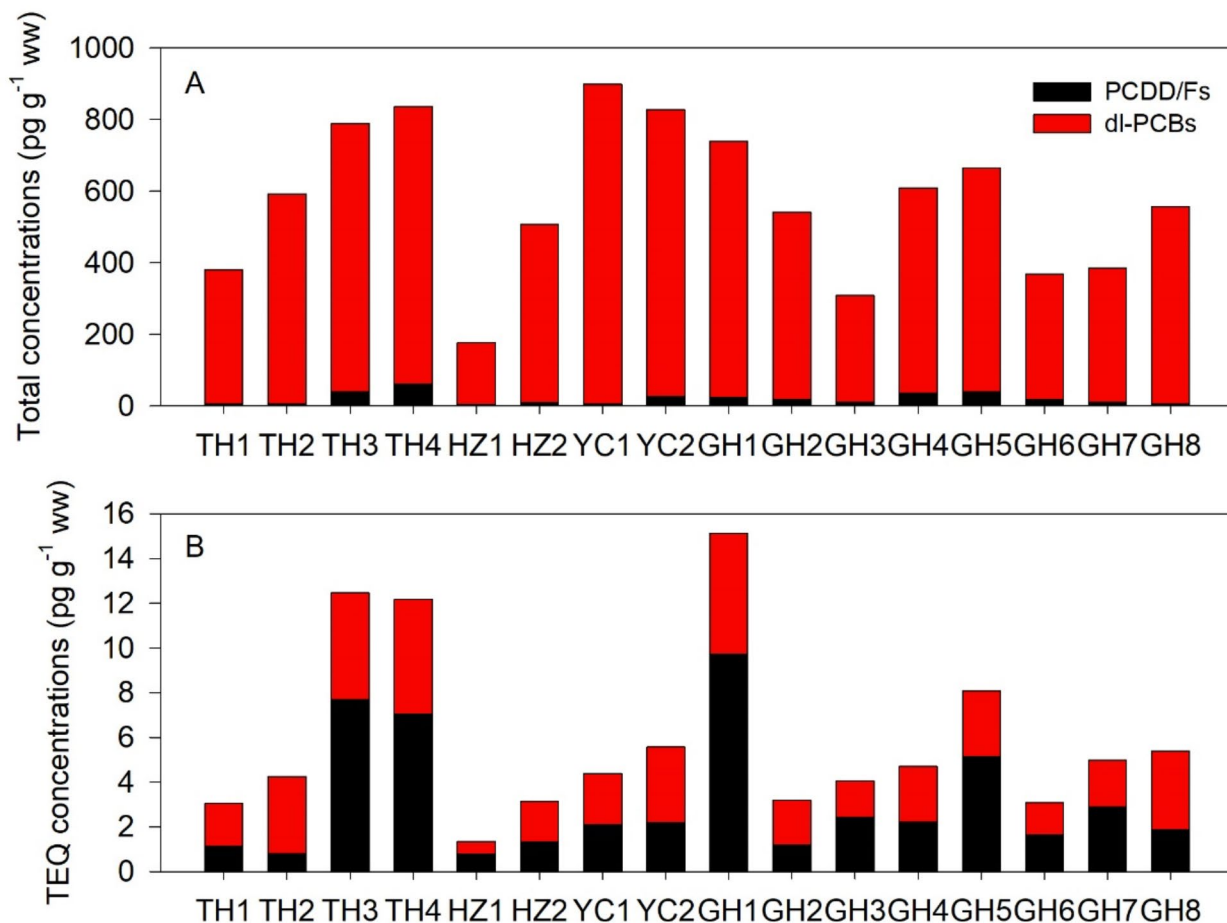 Total concentrations (pg g⁻¹ ww)
1000
800
600
400
200
0
A
PCDD/Fs
dl-PCBs
TH1 TH2 TH3 TH4 HZ1 HZ2 YC1 YC2 GH1 GH2 GH3 GH4 GH5 GH6 GH7 GH8
TEQ concentrations (pg g⁻¹ ww)
16
14
12
10
8
6
4
2
0
B
TH1 TH2 TH3 TH4 HZ1 HZ2 YC1 YC2 GH1 GH2 GH3 GH4 GH5 GH6 GH7 GH8